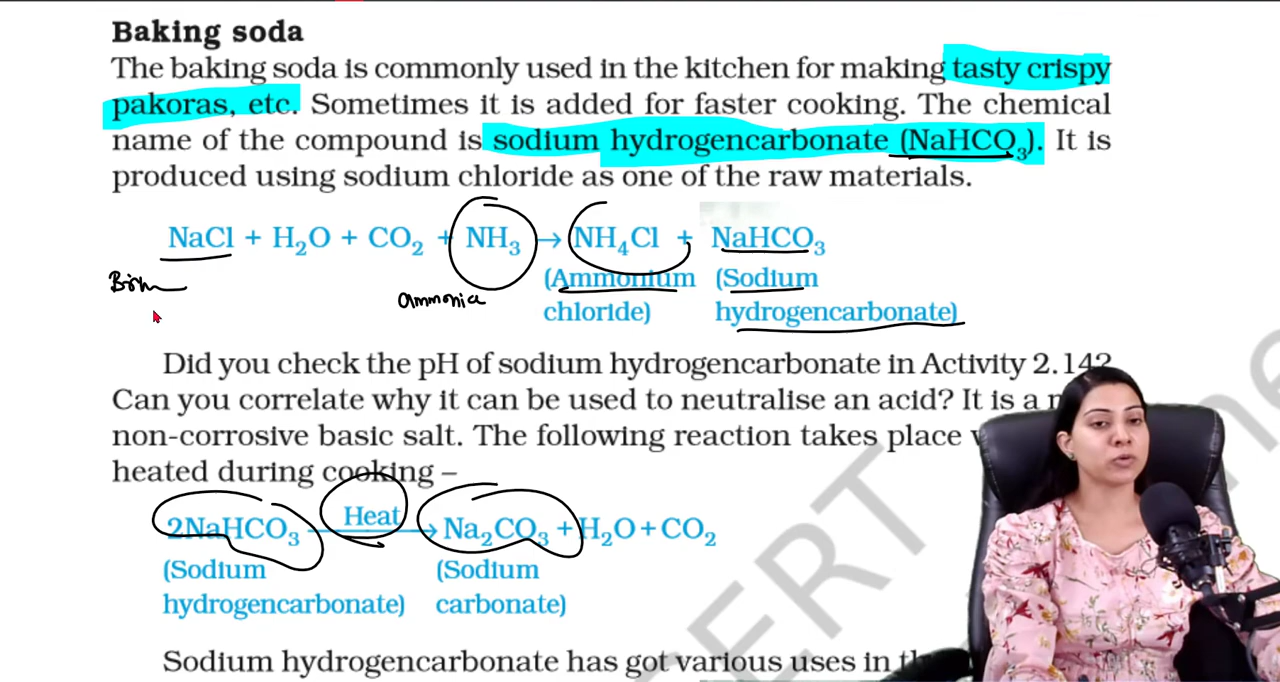 Baking soda
The baking soda is commonly used in the kitchen for making tasty crispy
pakoras, etc. Sometimes it is added for faster cooking. The chemical
name of the compound is sodium hydrogencarbonate (NaHCO₃). It is
produced using sodium chloride as one of the raw materials.
NaCl + H₂O + CO₂ + NH₃ → NH₄Cl + NaHCO₃
(Ammonium (Sodium
ammonia
chloride) hydrogencarbonate)
Did you check the pH of sodium hydrogencarbonate in Activity 2.14?
Can you correlate why it can be used to neutralise an acid? It is a
non-corrosive basic salt. The following reaction takes place
heated during cooking –
2NaHCO₃ Heat→ Na₂CO₃ + H₂O + CO₂
(Sodium (Sodium
hydrogencarbonate) carbonate)
Sodium hydrogencarbonate has got various uses in